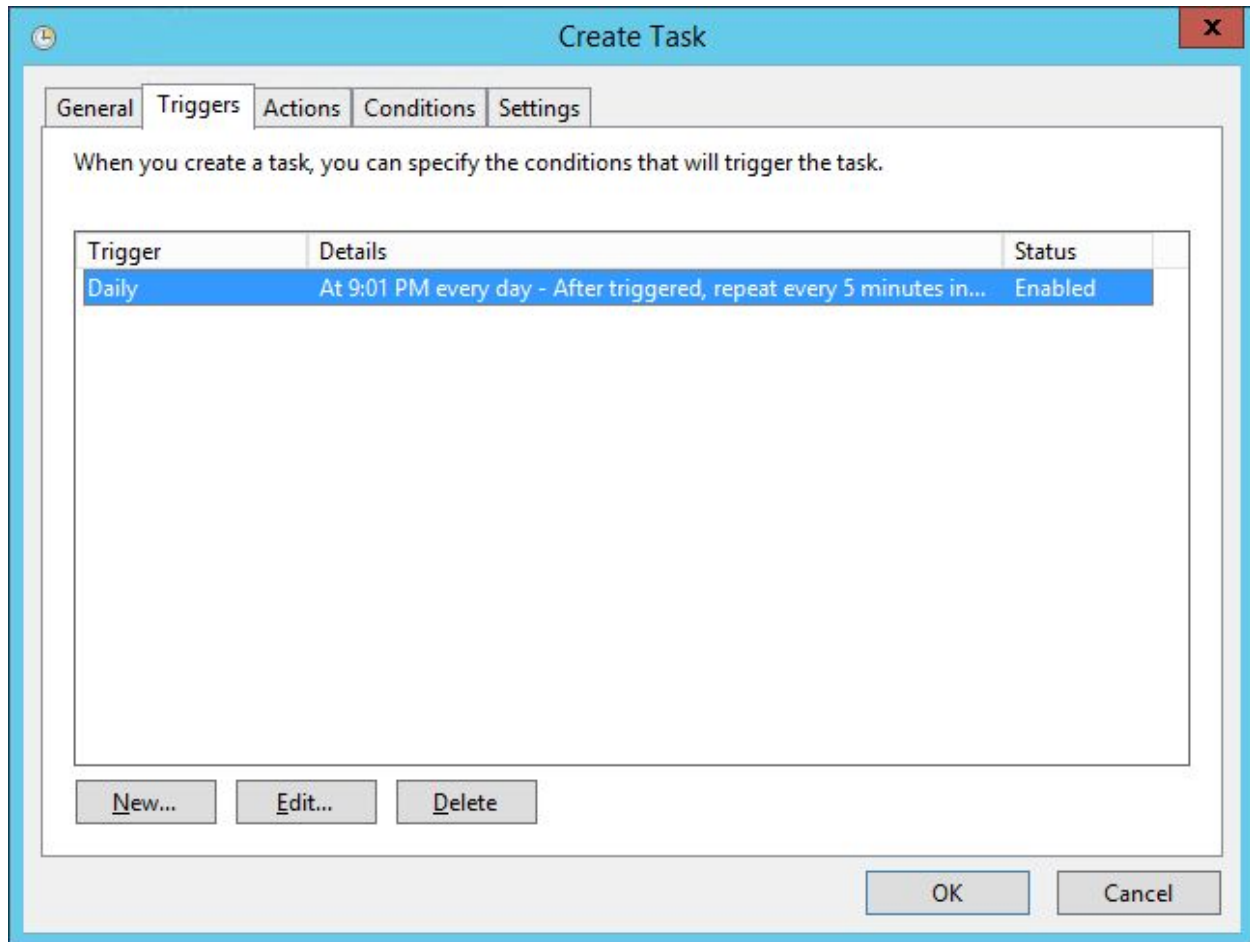 Create Task
x
General Triggers Actions Conditions Settings
When you create a task, you can specify the conditions that will trigger the task.
Trigger Details Status
Daily At 9:01 PM every day - After triggered, repeat every 5 minutes in... Enabled
New... Edit... Delete
OK Cancel